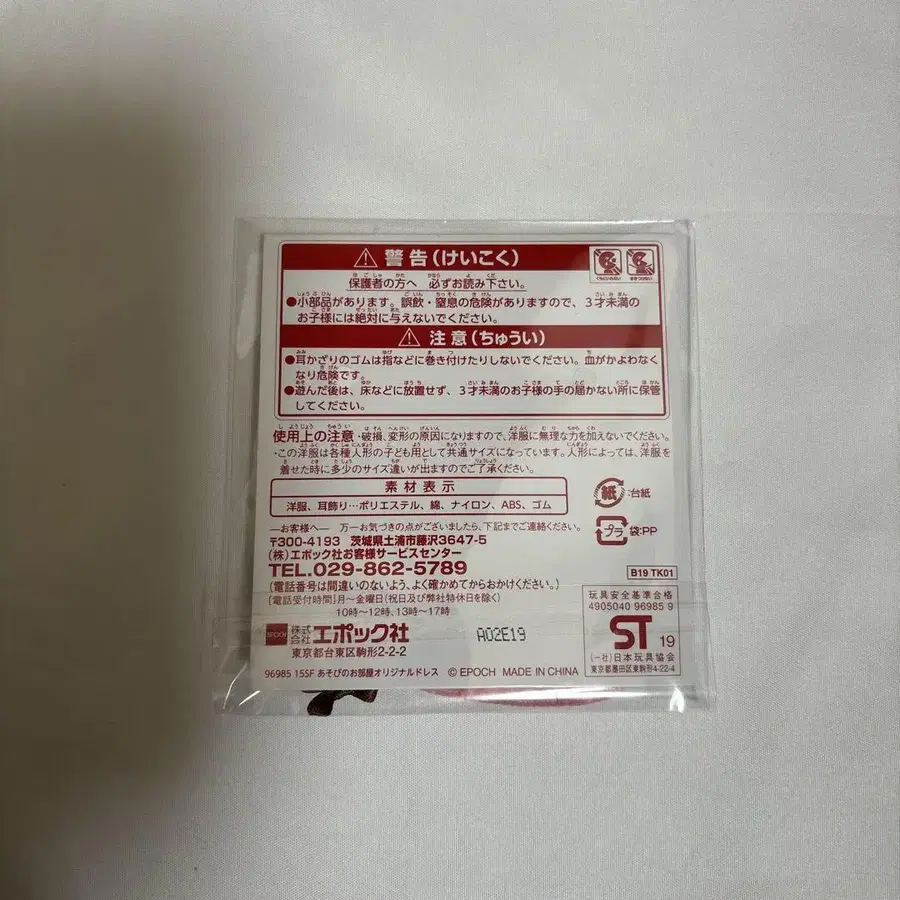 警告(けいこく)
保護者の方へ 必ずお読み下さい。
●小部品があります。誤飲・窒息の危険がありますので、3才未満の
お子様には絶対に与えないでください。
注意(ちゅうい)
●耳かざりのゴムは指などに巻き付けたりしないでください。血がかよわなく
なり危険です。
●遊んだ後は、床などに放置せず、3才未満のお子様の手の届かない所に保管
してください。
使用上の注意 ・破損、変形の原因になりますので、洋服に無理な力を加えないでください。
・この洋服は各種人形の子ども用として共通サイズになっています。人形によっては、洋服を
着せた時に多少のサイズ違いが出ますのでご了承ください。
素材表示
洋服、耳飾り…ポリエステル、綿、ナイロン、ABS、ゴム
紙 :台紙
プラ 袋:PP
―お客様へ― 万一お気づきの点がございましたら、下記までご連絡ください。
〒300-4193 茨城県土浦市藤沢3647-5
(株)エポック社お客様サービスセンター
TEL.029-862-5789
(電話番号は間違いのないよう、よく確かめてからおかけください。)
[電話受付時間]月〜金曜日(祝日及び弊社特休日を除く)
10時〜12時、13時〜17時
B19 TK01
EPOCH 株式会社 エポック社
東京都台東区駒形2-2-2
A02E19
玩具安全基準合格
4905040 96985 9
ST 19
(一社)日本玩具協会
東京都墨田区東駒形4-22-4
96985 15SF あそびのお部屋オリジナルドレス © EPOCH MADE IN CHINA